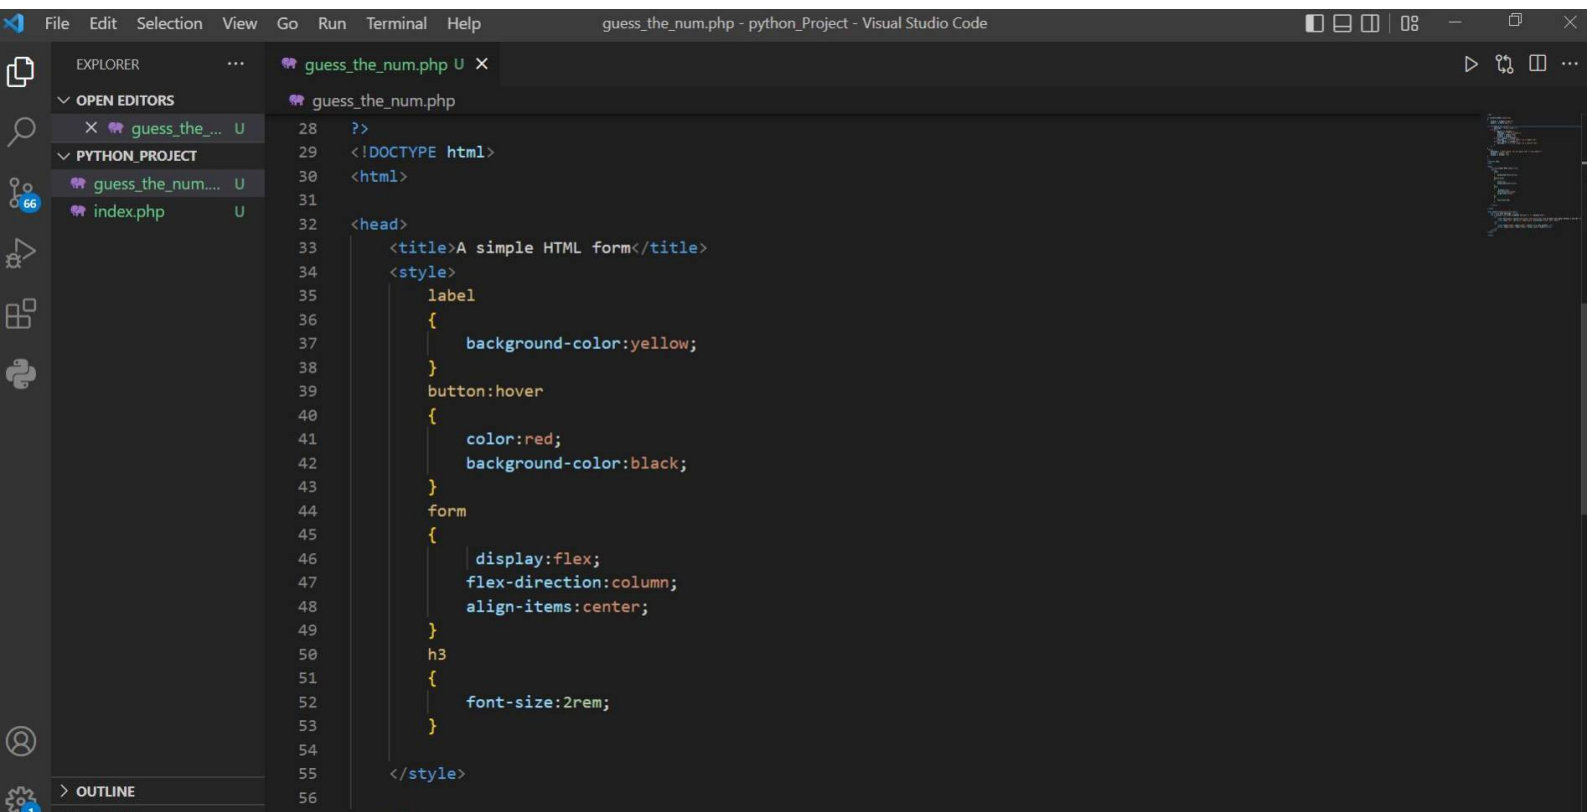 File Edit Selection View Go Run Terminal Help guess_the_num.php - python_Project - Visual Studio Code
EXPLORER
OPEN EDITORS
guess_the_... U
PYTHON_PROJECT
guess_the_num.... U
index.php U
66
OUTLINE
1
guess_the_num.php U
guess_the_num.php
28 ?>
29 <!DOCTYPE html>
30 <html>
31
32 <head>
33 <title>A simple HTML form</title>
34 <style>
35 label
36 {
37 background-color:yellow;
38 }
39 button:hover
40 {
41 color:red;
42 background-color:black;
43 }
44 form
45 {
46 display:flex;
47 flex-direction:column;
48 align-items:center;
49 }
50 h3
51 {
52 font-size:2rem;
53 }
54
55 </style>
56